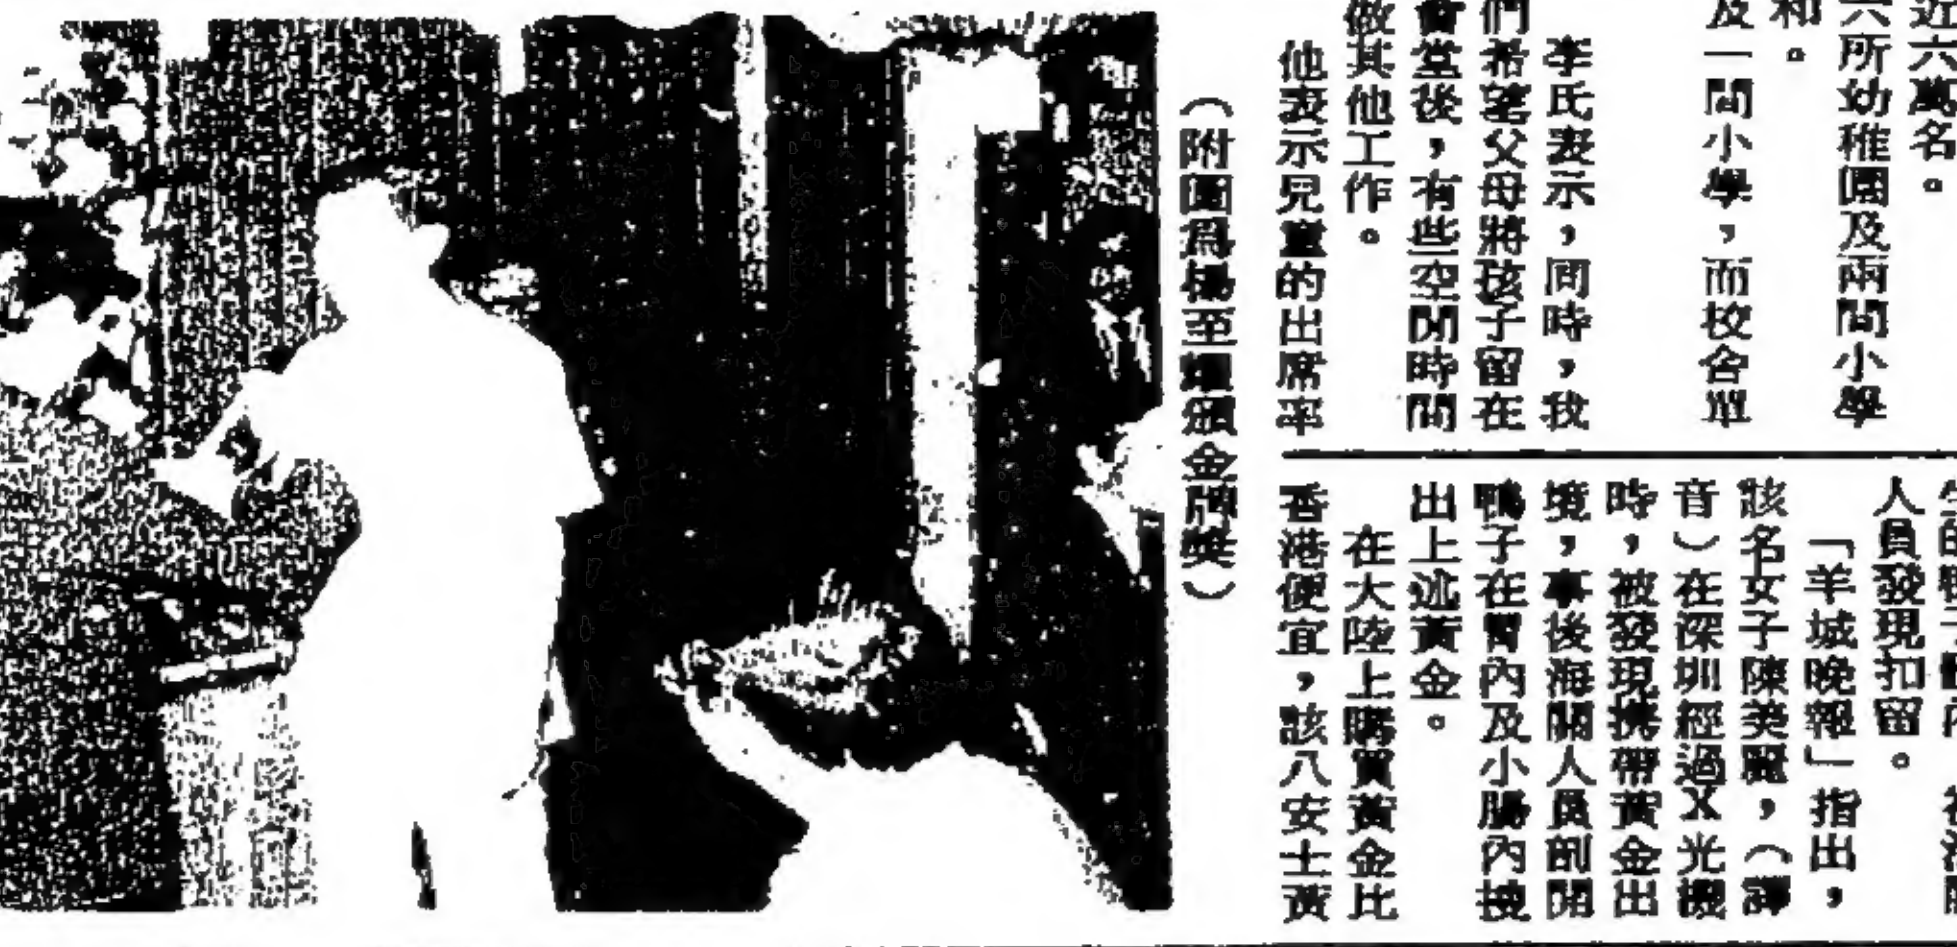 近六萬名。
六所幼稚園及兩間小學
和。
及一間小學，而校舍單
李氏表示，同時，我
們希望父母將孩子留在
會堂後，有些空閒時間
做其他工作。
他表示兒童的出席率
（附圖為楊至耀頒金牌獎）
人員發現扣留。
「羊城晚報」指出，
該名女子陳美麗，（譯
音）在深圳經過X光機
時，被發現携帶黃金出
境，事後海關人員剖開
鴨子在胃內及小腸內搜
出上述黃金。
在大陸上購買黃金比
香港便宜，該八安士黃